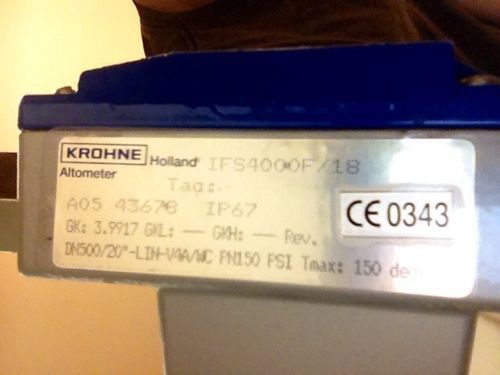 KROHNE Holland IFS4000F/18
Altometer
Tag:
A05 43678 IP67
CE 0343
GK: 3.9917 GKL: — GKH: — Rev.
DN500/20"-LIN-V4A/WC PN150 PSI Tmax: 150 deg